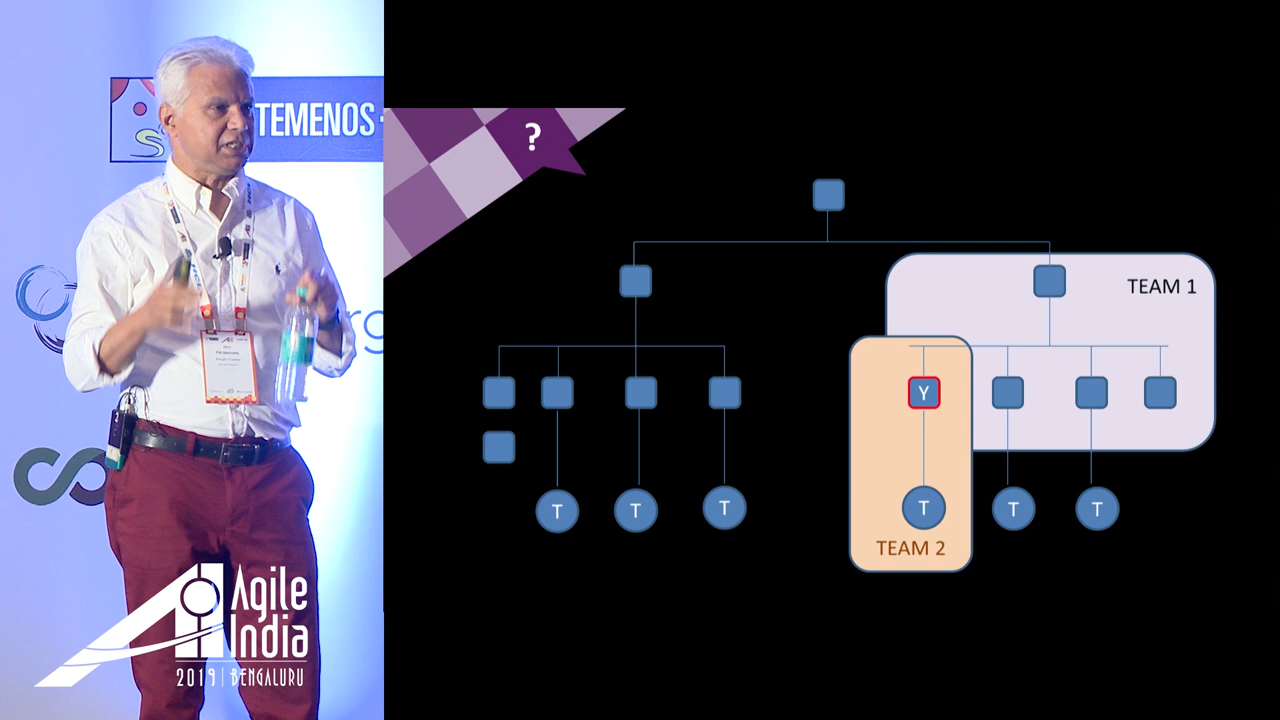 TEMENOS
Agile
India
2019 | BENGALURU
?
TEAM 1
Y
T
T
T
T
T
T
TEAM 2